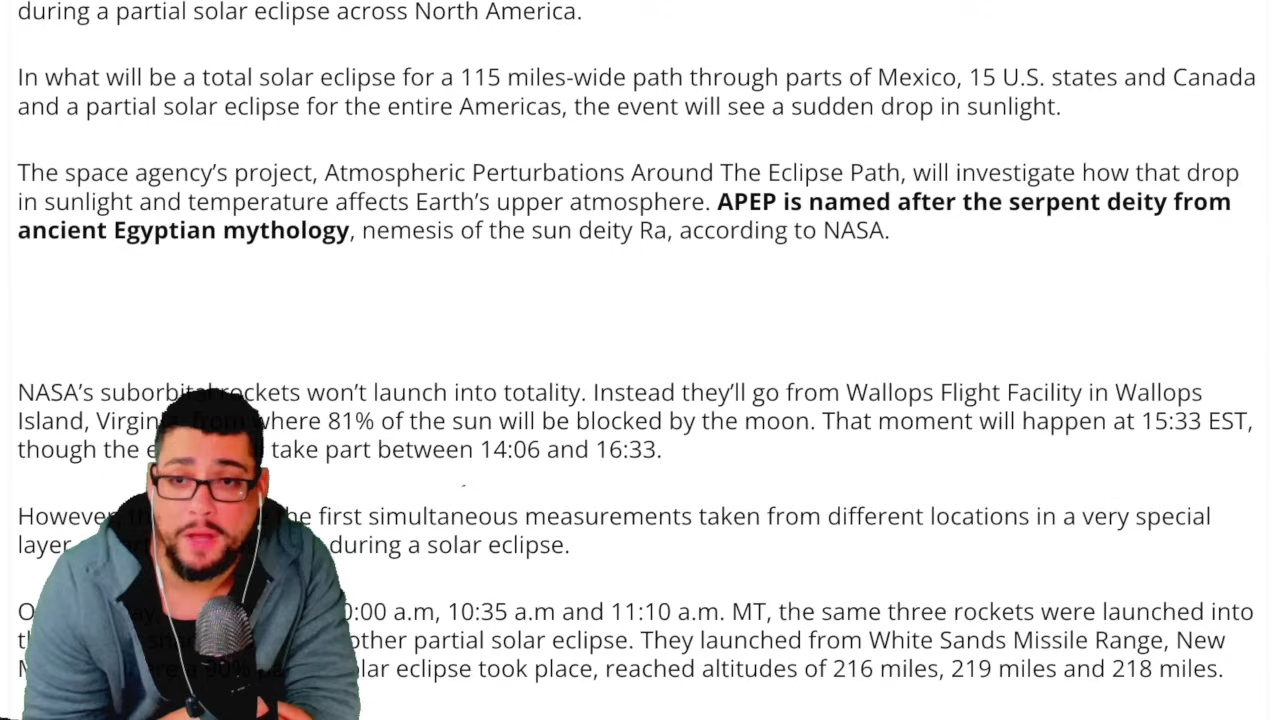 during a partial solar eclipse across North America.
In what will be a total solar eclipse for a 115 miles-wide path through parts of Mexico, 15 U.S. states and Canada
and a partial solar eclipse for the entire Americas, the event will see a sudden drop in sunlight.
The space agency’s project, Atmospheric Perturbations Around The Eclipse Path, will investigate how that drop
in sunlight and temperature affects Earth’s upper atmosphere. APEP is named after the serpent deity from
ancient Egyptian mythology, nemesis of the sun deity Ra, according to NASA.
NASA’s suborbital rockets won’t launch into totality. Instead they’ll go from Wallops Flight Facility in Wallops
Island, from where 81% of the sun will be blocked by the moon. That moment will happen at 15:33 EST,
though the take part between 14:06 and 16:33.
However, the first simultaneous measurements taken from different locations in a very special
layer during a solar eclipse.
10:35 a.m and 11:10 a.m. MT, the same three rockets were launched into
other partial solar eclipse. They launched from White Sands Missile Range, New
eclipse took place, reached altitudes of 216 miles, 219 miles and 218 miles.